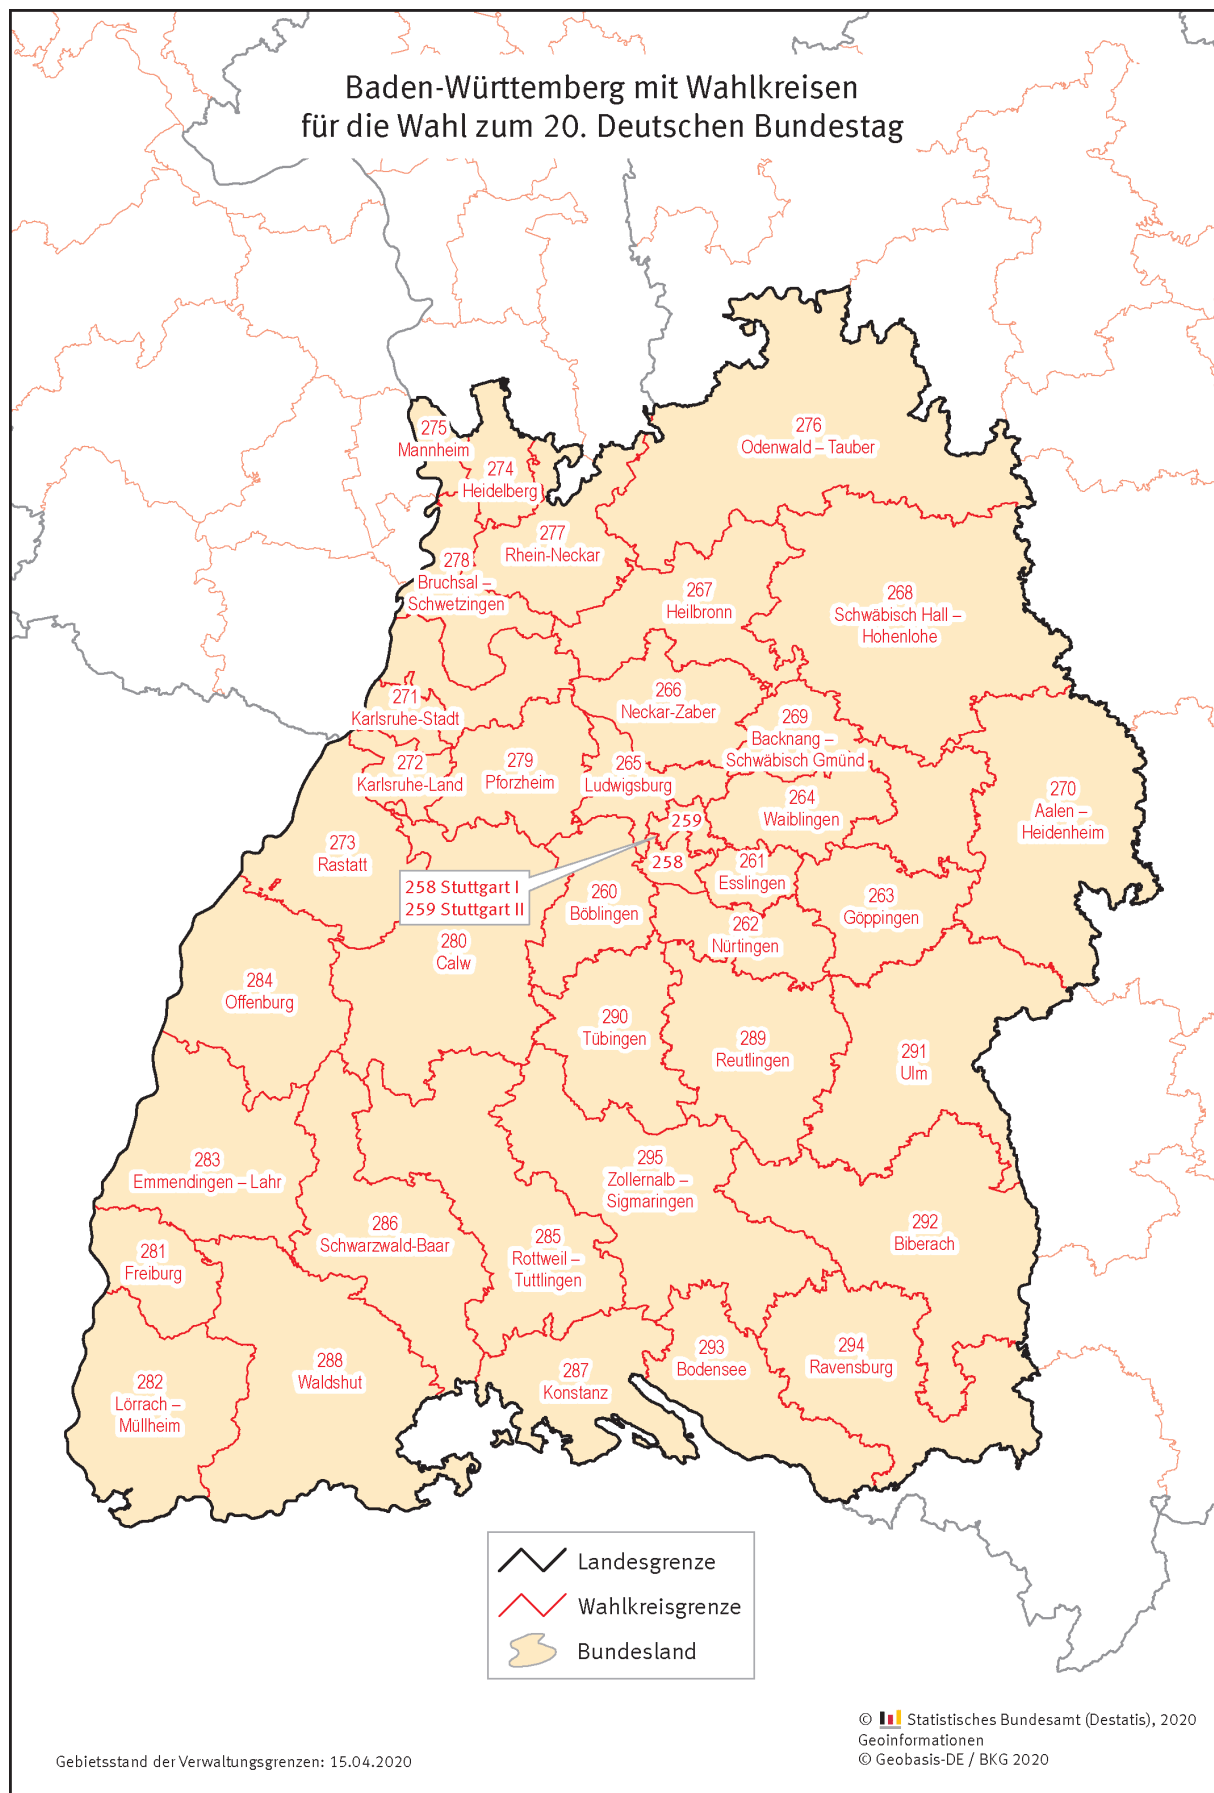 Baden-Württemberg mit Wahlkreisen
für die Wahl zum 20. Deutschen Bundestag
276
Odenwald – Tauber
275
Mannheim
274
Heidelberg
277
Rhein-Neckar
278
Bruchsal –
Schwetzingen
267
Heilbronn
268
Schwäbisch Hall –
Hohenlohe
271
Karlsruhe-Stadt
266
Neckar-Zaber
269
Backnang –
Schwäbisch Gmünd
272
Karlsruhe-Land
279
Pforzheim
265
Ludwigsburg
264
Waiblingen
270
Aalen –
Heidenheim
259
273
Rastatt
258
261
Esslingen
258 Stuttgart I
259 Stuttgart II
260
Böblingen
263
Göppingen
262
Nürtingen
280
Calw
284
Offenburg
290
Tübingen
289
Reutlingen
291
Ulm
283
Emmendingen – Lahr
295
Zollernalb –
Sigmaringen
286
Schwarzwald-Baar
285
Rottweil –
Tuttlingen
292
Biberach
281
Freiburg
288
Waldshut
293
Bodensee
294
Ravensburg
287
Konstanz
282
Lörrach –
Müllheim
Landesgrenze
Wahlkreisgrenze
Bundesland
© Statistisches Bundesamt (Destatis), 2020
Geoinformationen
© Geobasis-DE / BKG 2020
Gebietsstand der Verwaltungsgrenzen: 15.04.2020